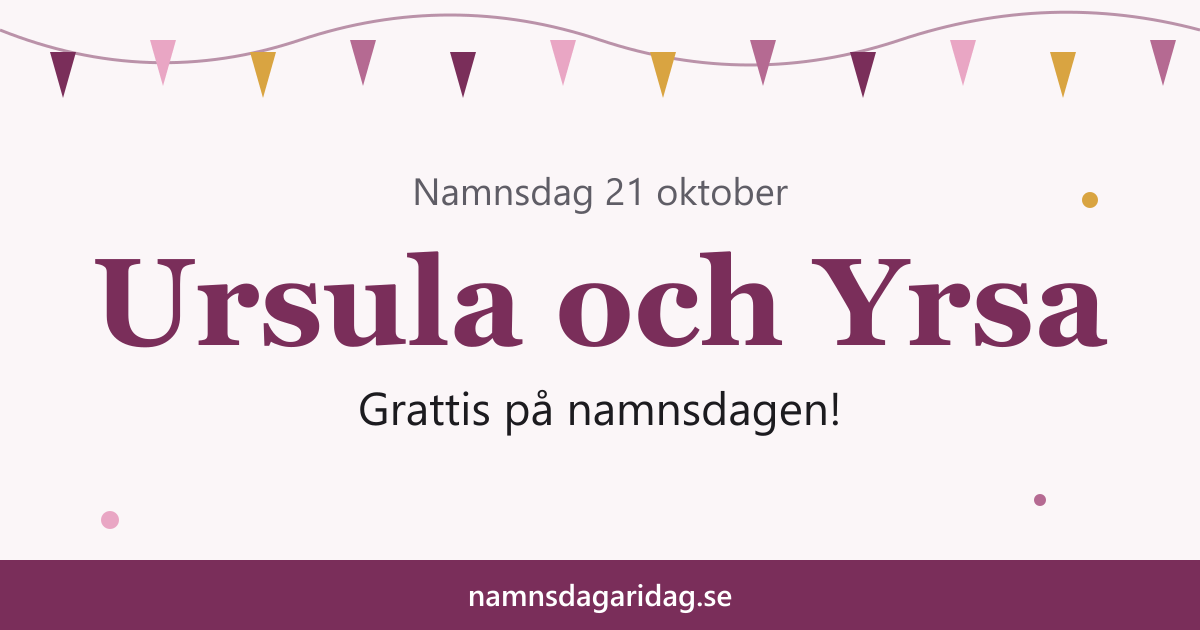 Namnsdag 21 oktober
Ursula och Yrsa
Grattis på namnsdagen!
namnsdagaridag.se